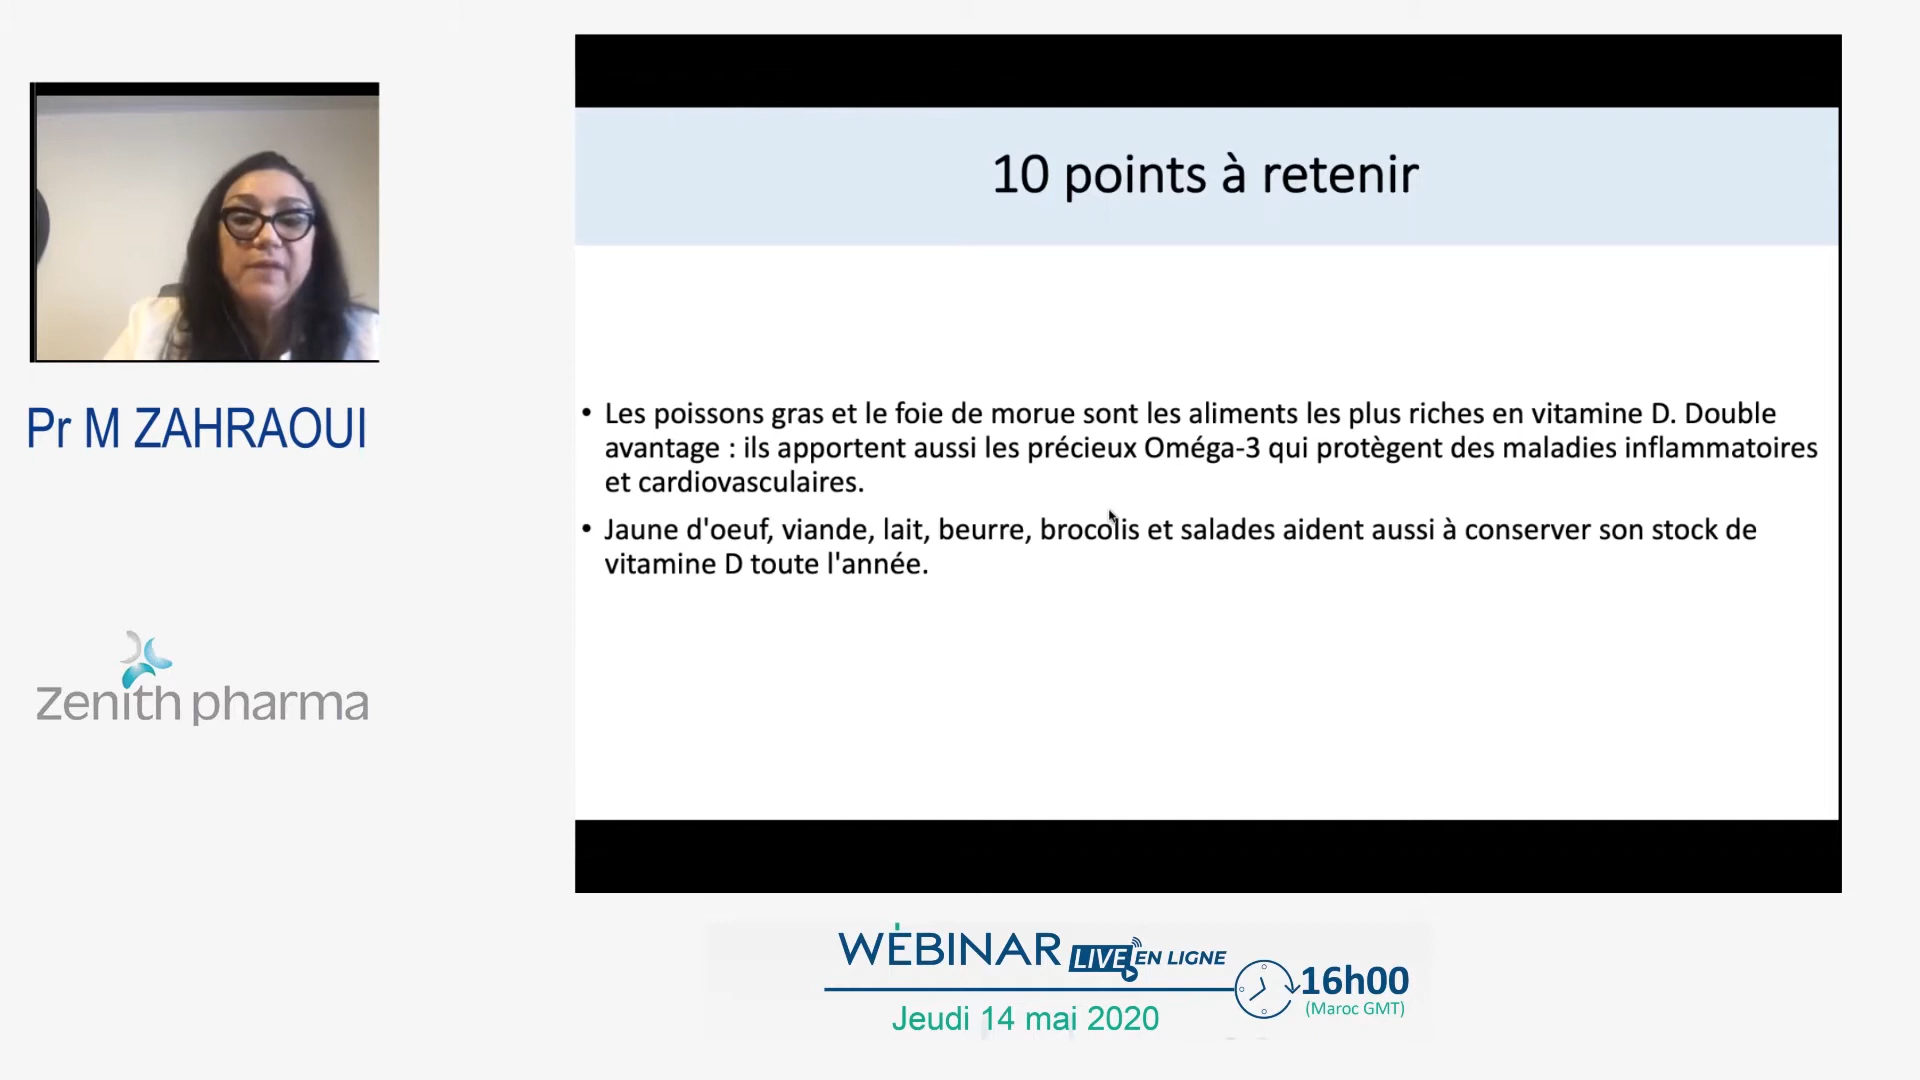 10 points à retenir
• Les poissons gras et le foie de morue sont les aliments les plus riches en vitamine D. Double
avantage : ils apportent aussi les précieux Oméga-3 qui protègent des maladies inflammatoires
et cardiovasculaires.
• Jaune d'oeuf, viande, lait, beurre, brocolis et salades aident aussi à conserver son stock de
vitamine D toute l'année.
Pr M ZAHRAOUI
Zenith pharma
WEBINAR LIVE EN LIGNE
16h00
(Maroc GMT)
Jeudi 14 mai 2020